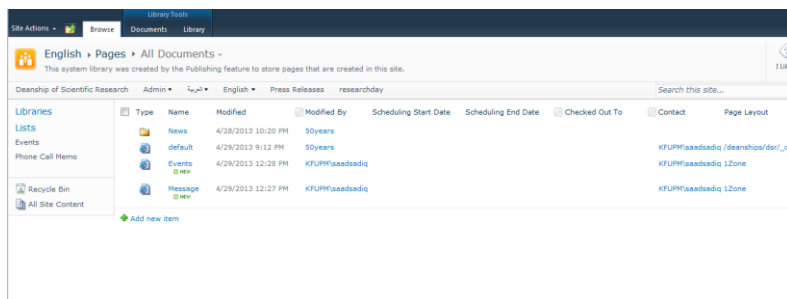 Library Tools
Site Actions Browse Documents Library
English Pages All Documents
This system library was created by the Publishing feature to store pages that are created in this site.
I Lik
Deanship of Scientific Research Admin عربية English Press Releases researchday Search this site...
Libraries
Lists
Events
Phone Call Memo
Recycle Bin
All Site Content
Type Name Modified Modified By Scheduling Start Date Scheduling End Date Checked Out To Contact Page Layout
News 4/28/2013 10:20 PM 50years
default 4/29/2013 9:12 PM 50years KFUPM\saadsadiq /deanships/dsr/_c
Events 4/29/2013 12:28 PM KFUPM\saadsadiq KFUPM\saadsadiq 1Zone
NEW
Message 4/29/2013 12:27 PM KFUPM\saadsadiq KFUPM\saadsadiq 1Zone
NEW
Add new item